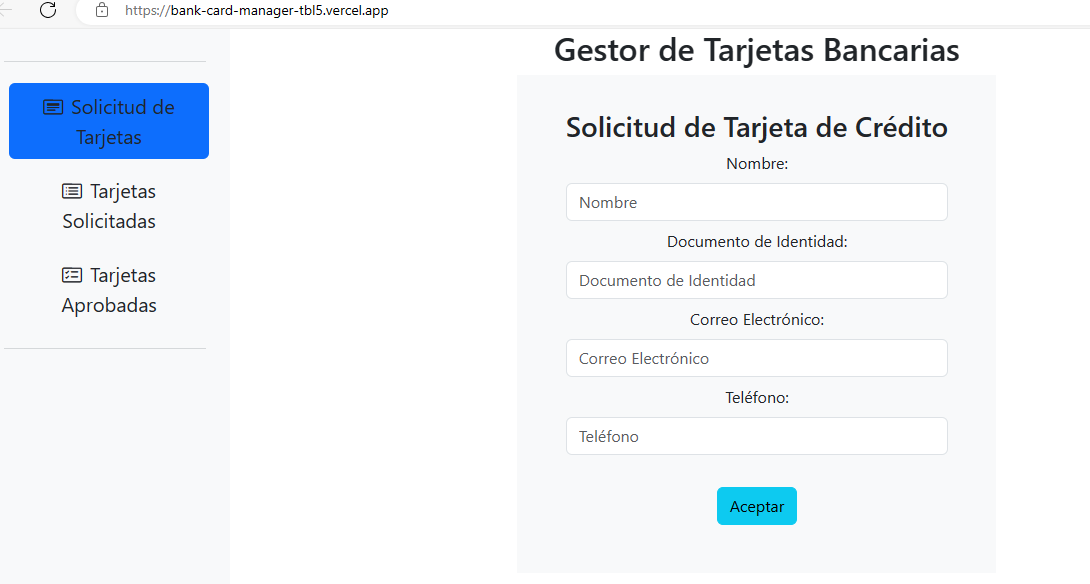 https://bank-card-manager-tbl5.vercel.app
Solicitud de
Tarjetas
Tarjetas
Solicitadas
Tarjetas
Aprobadas
Gestor de Tarjetas Bancarias
Solicitud de Tarjeta de Crédito
Nombre:
Nombre
Documento de Identidad:
Documento de Identidad
Correo Electrónico:
Correo Electrónico
Teléfono:
Teléfono
Aceptar